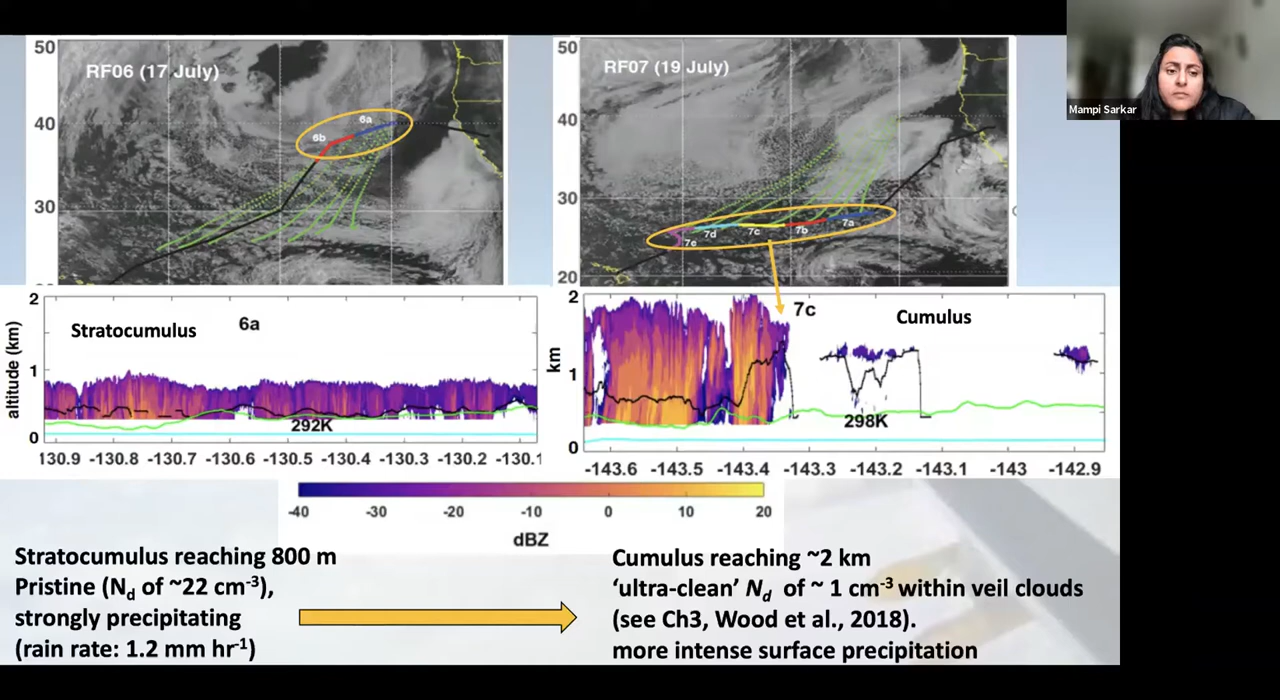 50
RF06 (17 July)
6a
40
6b
30
50
RF07 (19 July)
40
30
7a
7b
7c
7d
7e
20
Mampi Sarkar
2
Stratocumulus
6a
altitude (km)
1
292K
0
-130.9 -130.8 -130.7 -130.6 -130.5 -130.4 -130.3 -130.2 -130.1
2
7c
Cumulus
km
1
298K
0
-143.6 -143.5 -143.4 -143.3 -143.2 -143.1 -143 -142.9
-40 -30 -20 -10 0 10 20
dBZ
Stratocumulus reaching 800 m
Pristine (Nd of ~22 cm-3),
strongly precipitating
(rain rate: 1.2 mm hr-1)
Cumulus reaching ~2 km
‘ultra-clean’ Nd of ~ 1 cm-3 within veil clouds
(see Ch3, Wood et al., 2018).
more intense surface precipitation